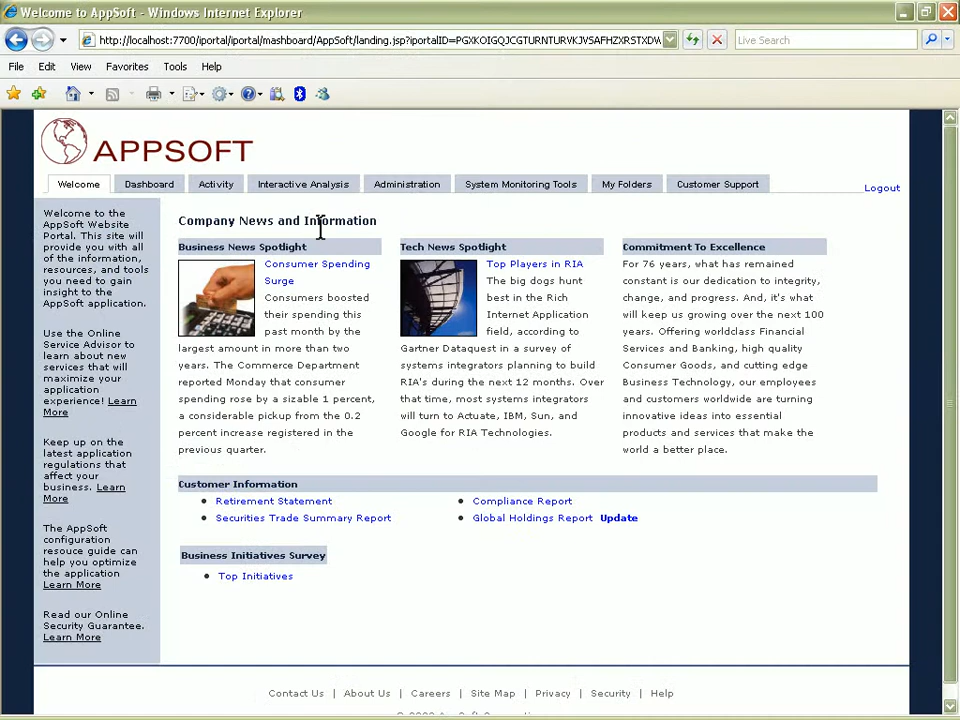 Welcome to AppSoft - Windows Internet Explorer
http://localhost:7700/iportal/iportal/mashboard/AppSoft/landing.jsp?iportalID=PGXKOIGQJCGTURNTURVKJVSAFHZXRSTXDW
Live Search
File Edit View Favorites Tools Help
APPSOFT
Welcome Dashboard Activity Interactive Analysis Administration System Monitoring Tools My Folders Customer Support
Logout
Welcome to the
AppSoft Website
Portal. This site will
provide you with all
of the information,
resources, and tools
you need to gain
insight to the
AppSoft application.
Use the Online
Service Advisor to
learn about new
services that will
maximize your
application
experience! Learn
More
Keep up on the
latest application
regulations that
affect your
business. Learn
More
The AppSoft
configuration
resouce guide can
help you optimize
the application
Learn More
Read our Online
Security Guarantee.
Learn More
Company News and Information
Business News Spotlight
Consumer Spending
Surge
Consumers boosted
their spending this
past month by the
largest amount in more than two
years. The Commerce Department
reported Monday that consumer
spending rose by a sizable 1 percent,
a considerable pickup from the 0.2
percent increase registered in the
previous quarter.
Tech News Spotlight
Top Players in RIA
The big dogs hunt
best in the Rich
Internet Application
field, according to
Gartner Dataquest in a survey of
systems integrators planning to build
RIA's during the next 12 months. Over
that time, most systems integrators
will turn to Actuate, IBM, Sun, and
Google for RIA Technologies.
Commitment To Excellence
For 76 years, what has remained
constant is our dedication to integrity,
change, and progress. And, it's what
will keep us growing over the next 100
years. Offering worldclass Financial
Services and Banking, high quality
Consumer Goods, and cutting edge
Business Technology, our employees
and customers worldwide are turning
innovative ideas into essential
products and services that make the
world a better place.
Customer Information
Retirement Statement
Securities Trade Summary Report
Compliance Report
Global Holdings Report Update
Business Initiatives Survey
Top Initiatives
Contact Us | About Us | Careers | Site Map | Privacy | Security | Help